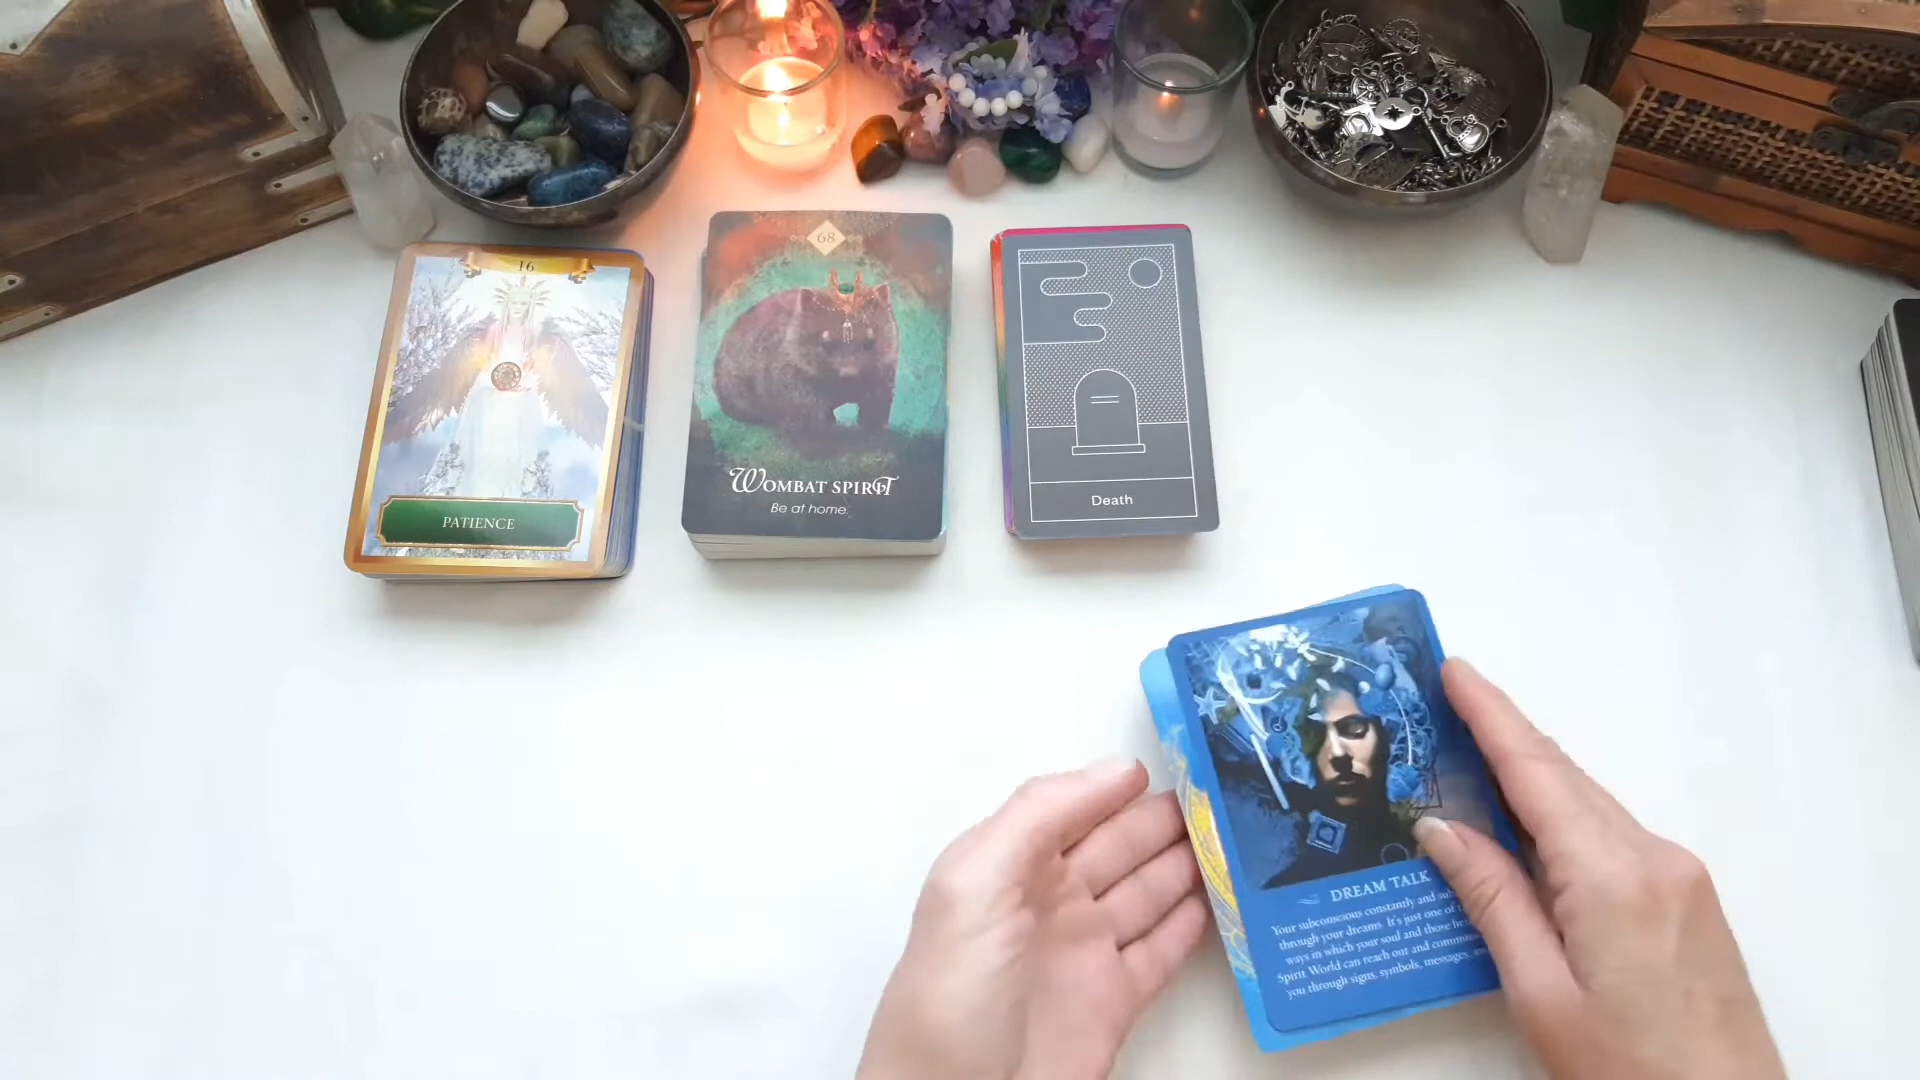 16
PATIENCE
68
WOMBAT SPIRIT
Be at home.
Death
DREAM TALK
Your subconscious constantly and
through your dreams. It's just one of
ways in which your soul and those
Spirit World can reach out and
you through signs, symbols, messages,